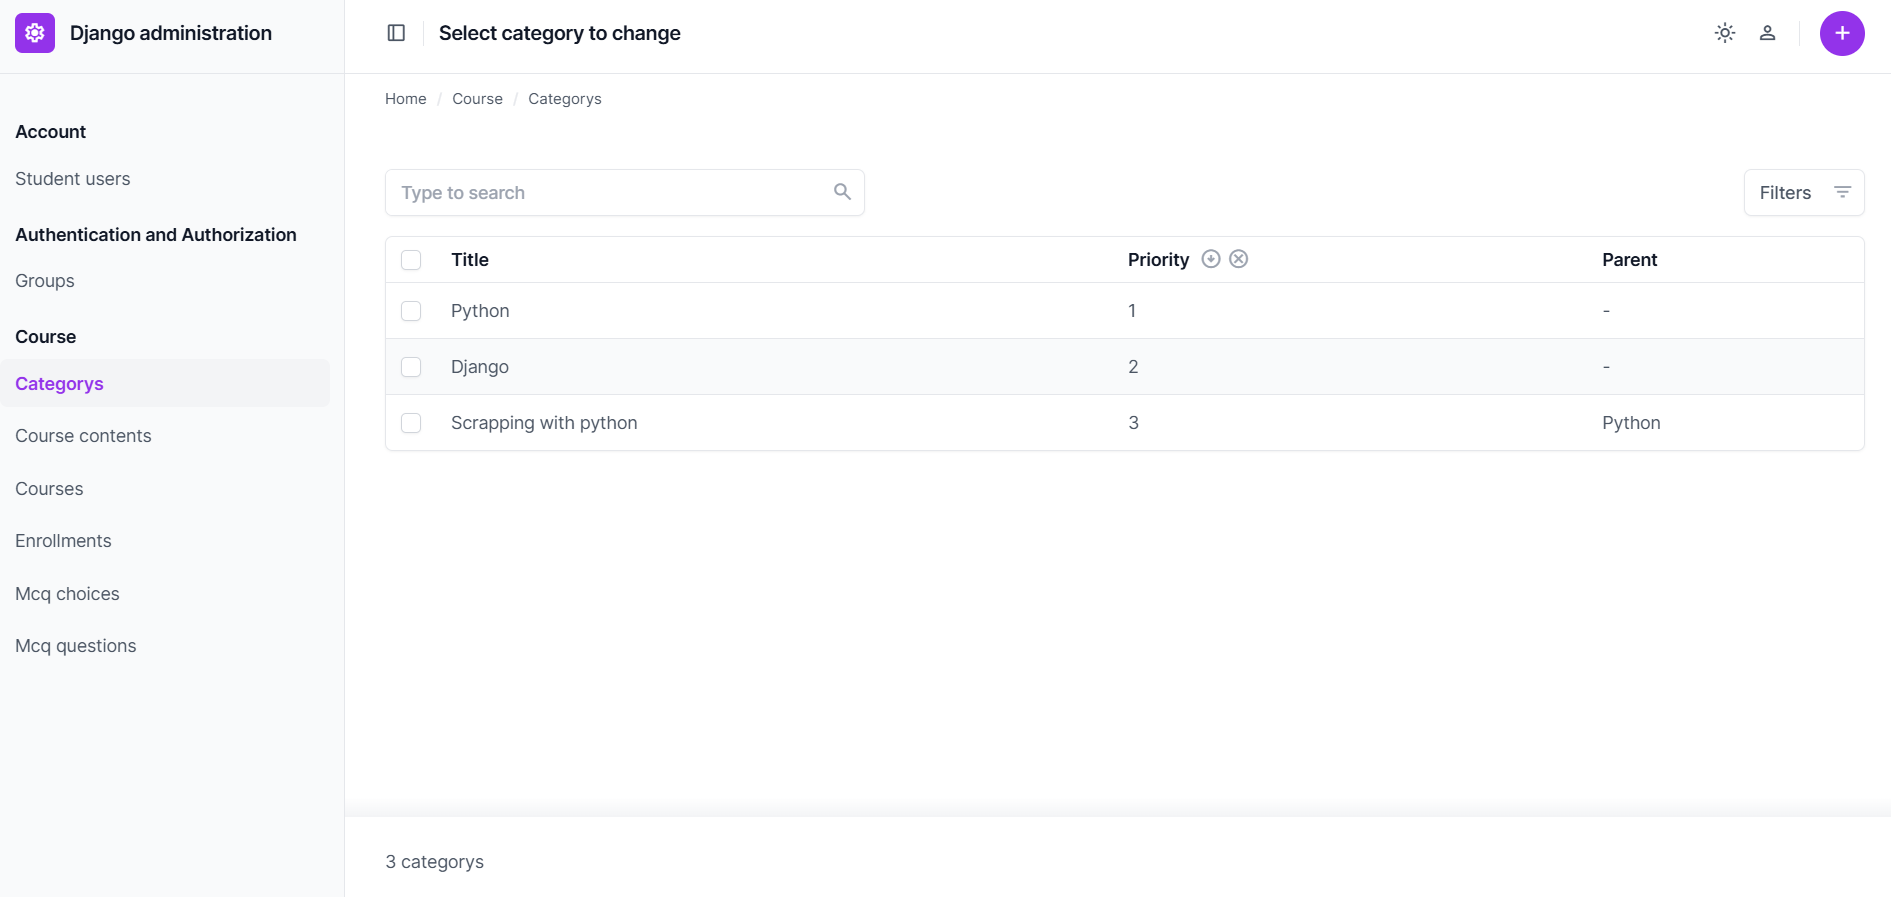 Django administration
Select category to change
Home / Course / Categorys
Account
Student users
Authentication and Authorization
Groups
Course
Categorys
Course contents
Courses
Enrollments
Mcq choices
Mcq questions
Type to search
Filters
Title Priority Parent
Python 1 -
Django 2 -
Scrapping with python 3 Python
3 categorys